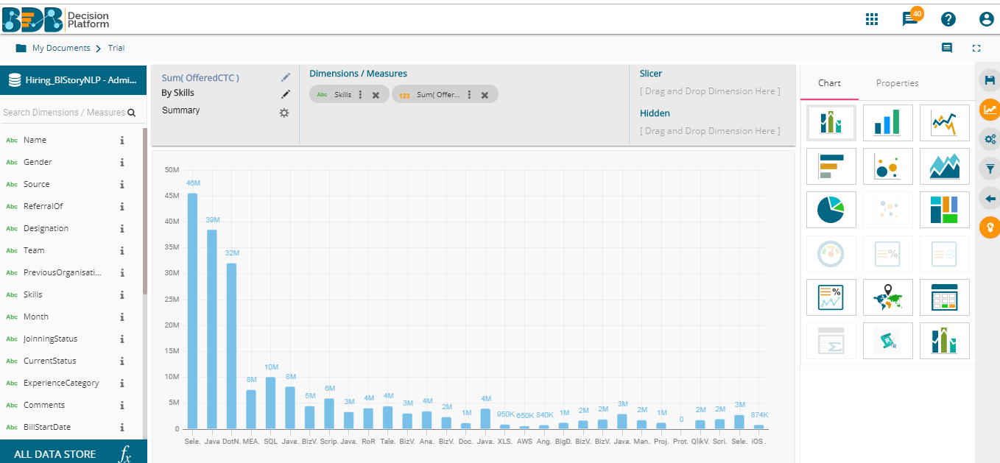 BDB Decision Platform
40
My Documents Trial
Hiring_BIStoryNLP - Admi...
Search Dimensions / Measures
Abc Name
Abc Gender
Abc Source
Abc ReferralOf
Abc Designation
Abc Team
Abc PreviousOrganisati...
Abc Skills
Abc Month
Abc JoinningStatus
Abc CurrentStatus
Abc ExperienceCategory
Abc Comments
Abc BillStartDate
ALL DATA STORE fx
Sum( OfferedCTC )
By Skills
Summary
Dimensions / Measures
Abc Skills 123 Sum( Offer...
Slicer
[ Drag and Drop Dimension Here ]
Hidden
[ Drag and Drop Dimension Here ]
50M
45M
40M
35M
30M
25M
20M
15M
10M
5M
0
46M 39M 32M 8M 10M 8M 5M 6M 3M 4M 4M 3M 4M 2M 1M 4M 950K 650K 840K 1M 2M 2M 3M 2M 1M 0 2M 2M 3M 874K
Sele. Java DotN. MEA. SQL Java. BizV. Scrip. Java. RoR Tale. BizV. Ana. BizV. Doc. Java. XLS. AWS Ang. BigD. BizV. BizV. Java. Man. Proj. Prot. QlikV. Scri. Sele. iOS .
Chart Properties
%
%